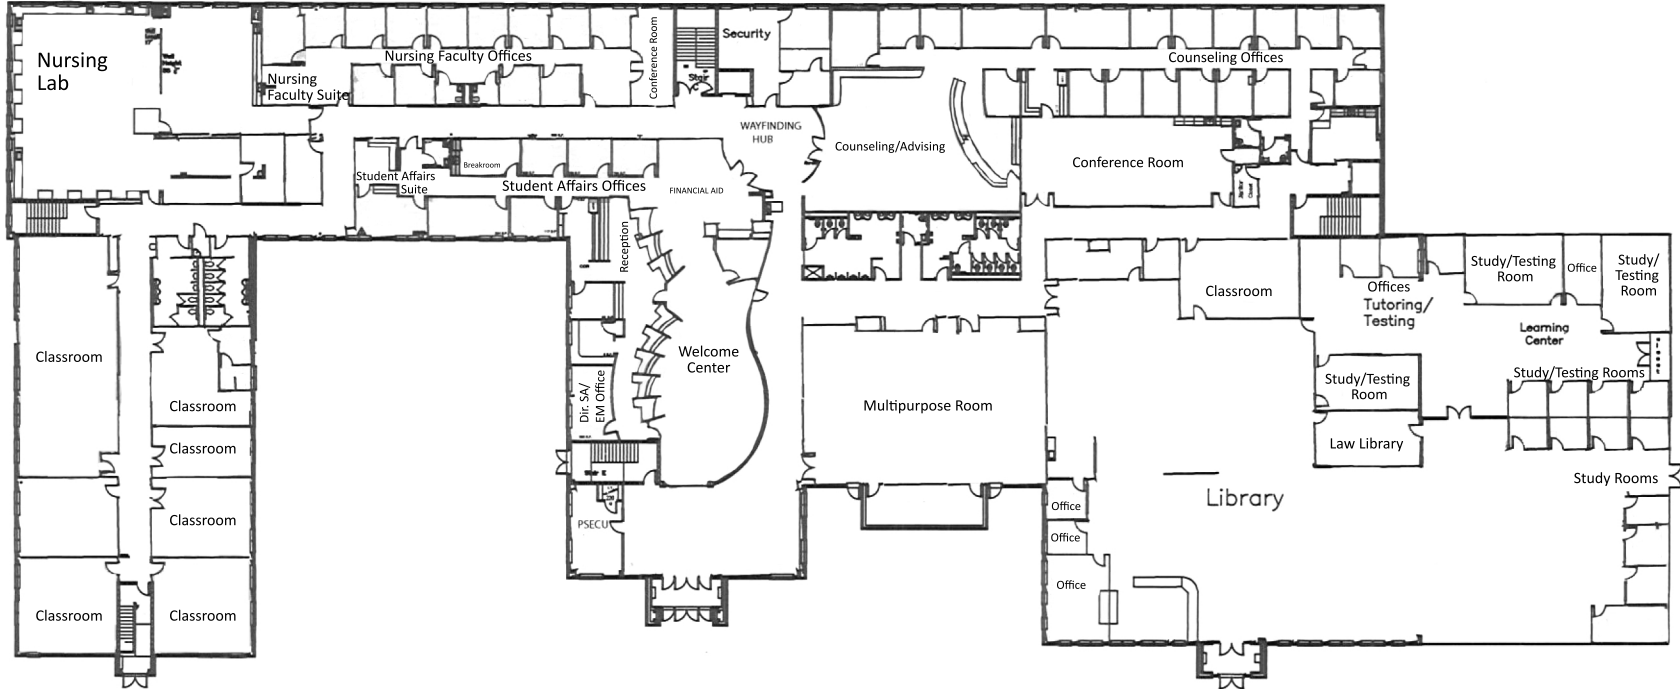 Nursing
Lab
Nursing Faculty Offices
Nursing
Faculty Suite
Conference Room
Security
Stair
C
Counseling Offices
WAYFINDING
HUB
Counseling/Advising
Conference Room
Breakroom
Student Affairs
Suite
Student Affairs Offices
FINANCIAL AID
Reception
Welcome
Center
Dir. SA/
EM Office
PSECU
Classroom
Classroom
Classroom
Classroom
Classroom
Classroom
Multipurpose Room
Classroom
Offices
Tutoring/
Testing
Study/Testing
Room
Office
Study/
Testing
Room
Learning
Center
Study/Testing Rooms
Study/Testing
Room
Law Library
Study Rooms
Library
Office
Office
Office